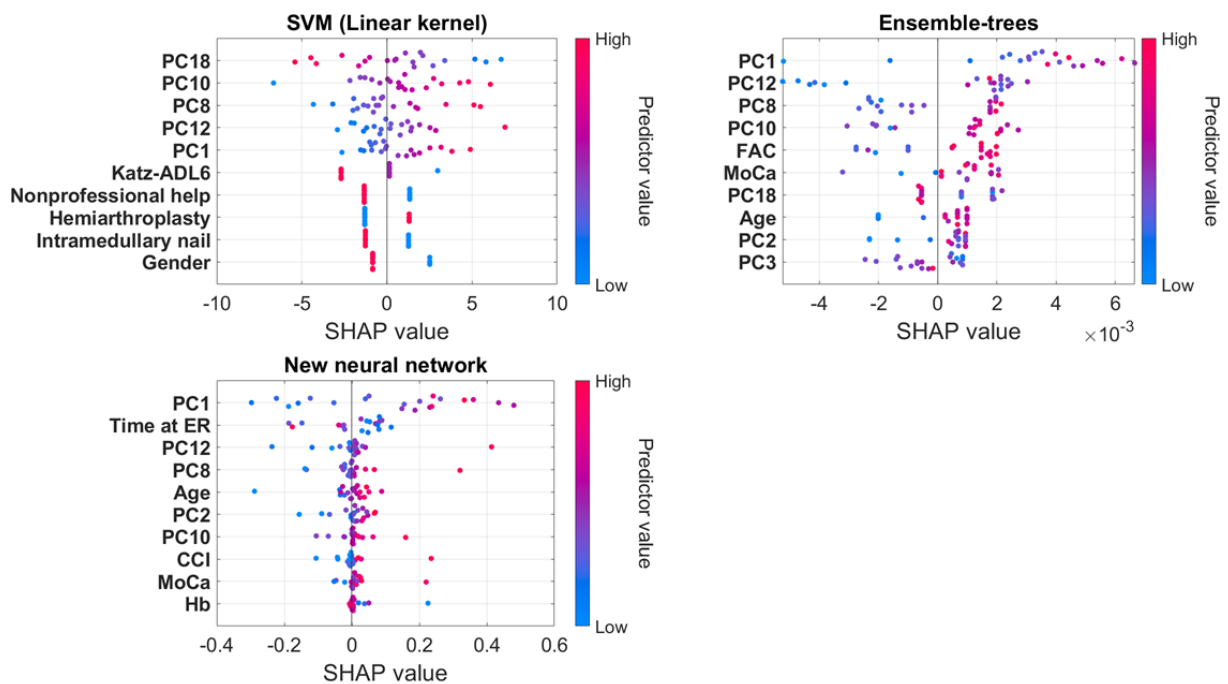 SVM (Linear kernel)
PC18
PC10
PC8
PC12
PC1
Katz-ADL6
Nonprofessional help
Hemiarthroplasty
Intramedullary nail
Gender
-10
-5
0
5
10
SHAP value
High
Low
Predictor value
Ensemble-trees
PC1
PC12
PC8
PC10
FAC
MoCa
PC18
Age
PC2
PC3
-4
-2
0
2
4
6
SHAP value
×10⁻³
High
Low
Predictor value
New neural network
PC1
Time at ER
PC12
PC8
Age
PC2
PC10
CCI
MoCa
Hb
-0.4
-0.2
0
0.2
0.4
0.6
SHAP value
High
Low
Predictor value